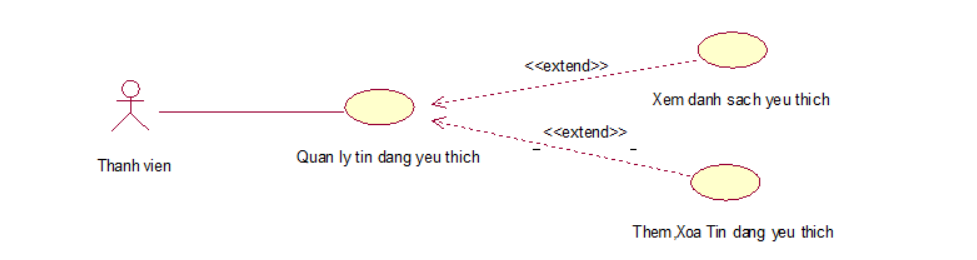 <<extend>>
Xem danh sach yeu thich
<<extend>>
Thanh vien
Quan ly tin dang yeu thich
Them,Xoa Tin dang yeu thich